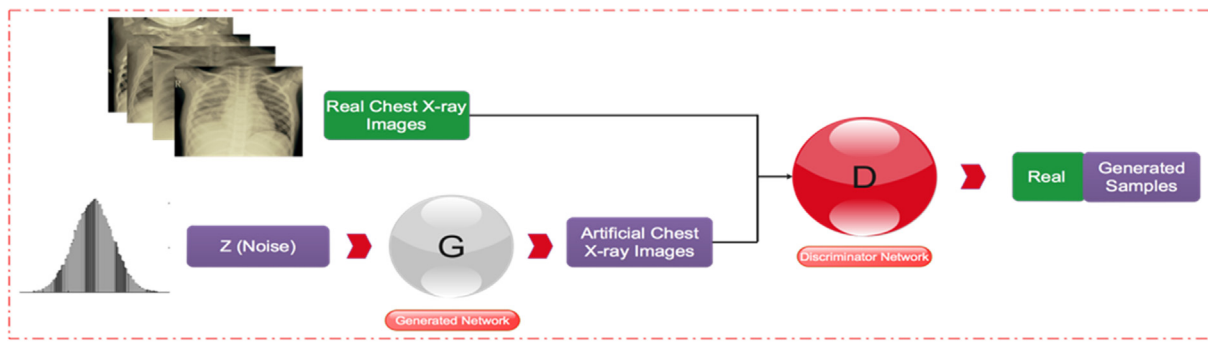 Real Chest X-ray
Images
D
Real
Generated
Samples
Z (Noise)
G
Artificial Chest
X-ray Images
Discriminator Network
Generated Network